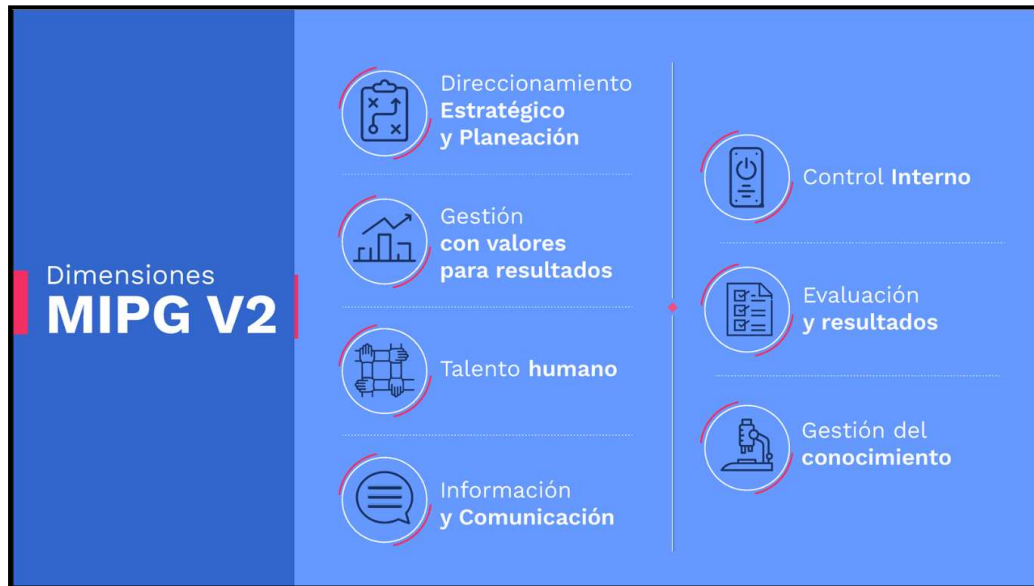 Dimensiones
MIPG V2
Direccionamiento
Estratégico
y Planeación
Gestión
con valores
para resultados
Talento humano
Información
y Comunicación
Control Interno
Evaluación
y resultados
Gestión del
conocimiento